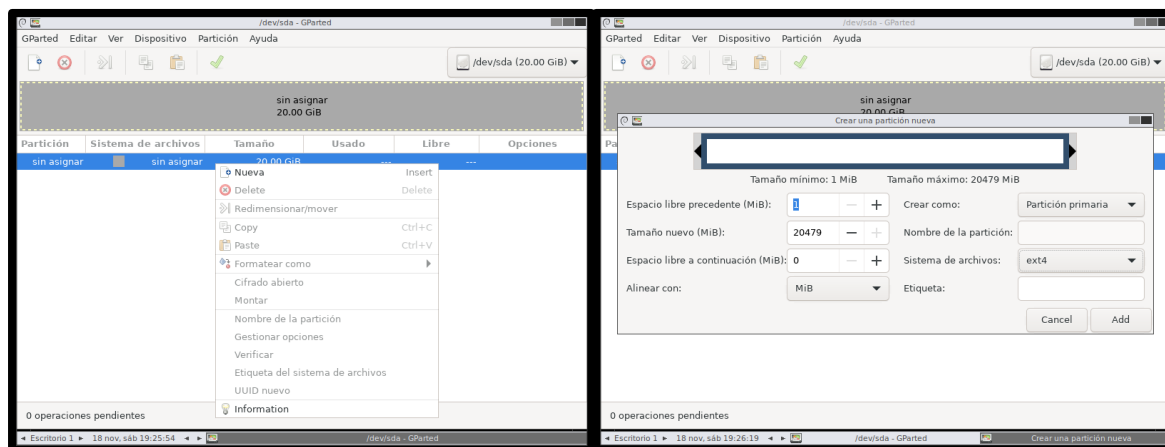 /dev/sda - GParted
GParted Editar Ver Dispositivo Partición Ayuda
/dev/sda (20.00 GiB)
sin asignar
20.00 GiB
Partición Sistema de archivos Tamaño Usado Libre Opciones
sin asignar sin asignar 20.00 GiB --- ---
Nueva Insert
Delete Delete
Redimensionar/mover
Copy Ctrl+C
Paste Ctrl+V
Formatear como
Cifrado abierto
Montar
Nombre de la partición
Gestionar opciones
Verificar
Etiqueta del sistema de archivos
UUID nuevo
Information
0 operaciones pendientes
Escritorio 1 18 nov, sáb 19:25:54 /dev/sda - GParted
/dev/sda - GParted
GParted Editar Ver Dispositivo Partición Ayuda
/dev/sda (20.00 GiB)
sin asignar
20.00 GiB
Crear una partición nueva
Pa
Tamaño mínimo: 1 MiB Tamaño máximo: 20479 MiB
Espacio libre precedente (MiB): 1 Crear como: Partición primaria
Tamaño nuevo (MiB): 20479 Nombre de la partición:
Espacio libre a continuación (MiB): 0 Sistema de archivos: ext4
Alinear con: MiB Etiqueta:
Cancel Add
0 operaciones pendientes
Escritorio 1 18 nov, sáb 19:26:19 /dev/sda - GParted Crear una partición nueva